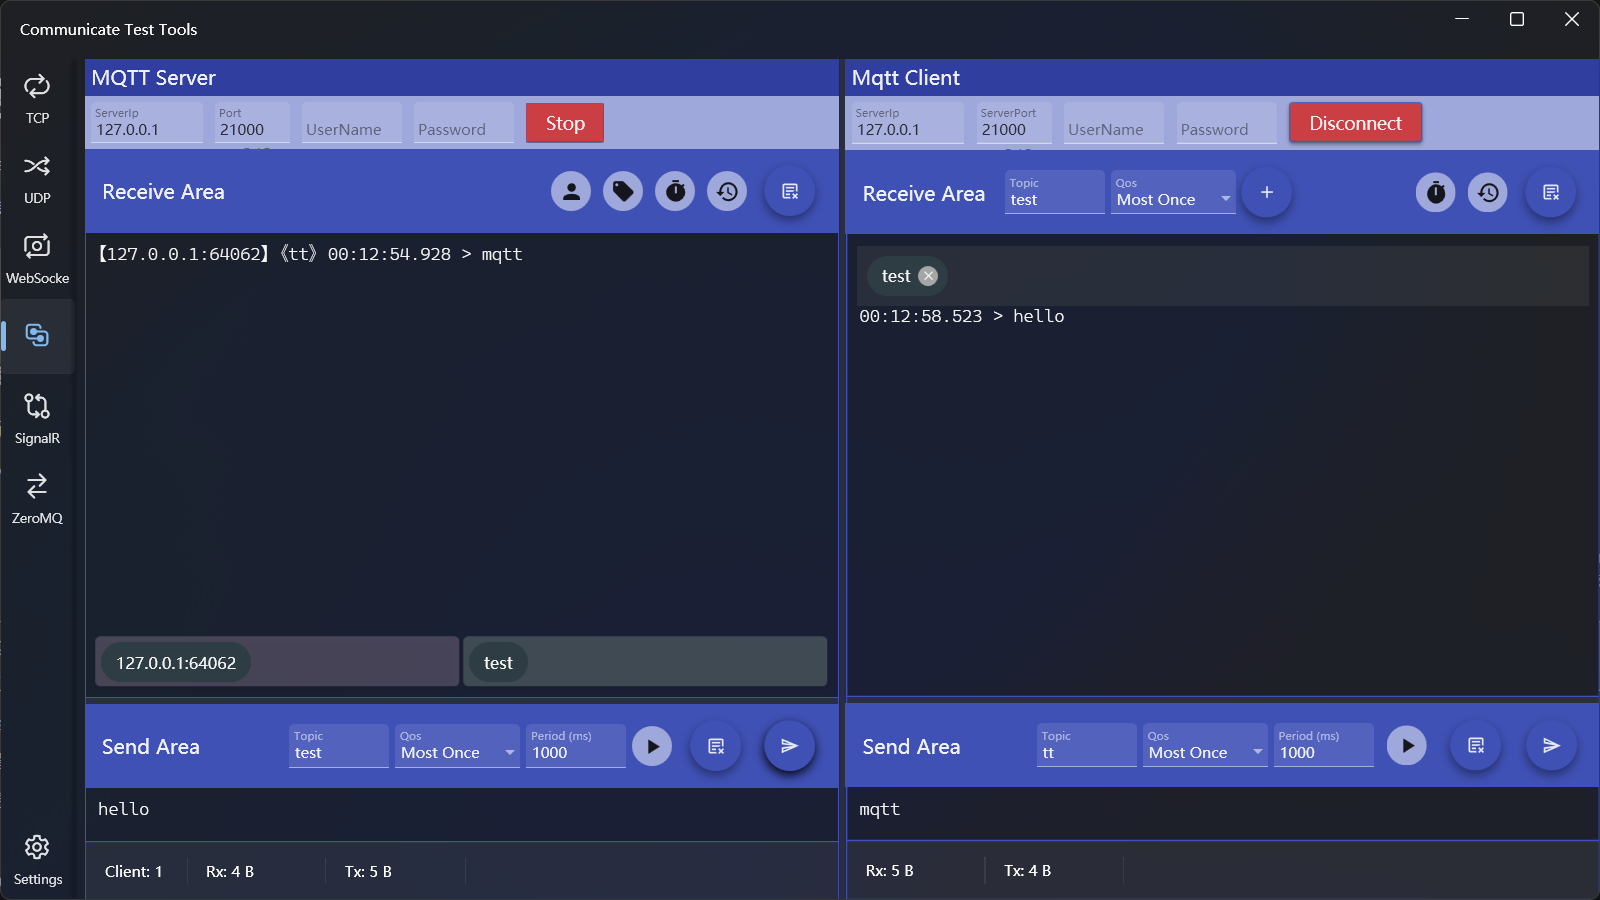 Communicate Test Tools
TCP
UDP
WebSocke
SignalR
ZeroMQ
Settings
MQTT Server
ServerIp
127.0.0.1
Port
21000
UserName
Password
Stop
Receive Area
【127.0.0.1:64062】《tt》00:12:54.928 > mqtt
127.0.0.1:64062
test
Send Area
Topic
test
Qos
Most Once
Period (ms)
1000
hello
Client: 1
Rx: 4 B
Tx: 5 B
Mqtt Client
ServerIp
127.0.0.1
ServerPort
21000
UserName
Password
Disconnect
Receive Area
Topic
test
Qos
Most Once
test
00:12:58.523 > hello
Send Area
Topic
tt
Qos
Most Once
Period (ms)
1000
mqtt
Rx: 5 B
Tx: 4 B